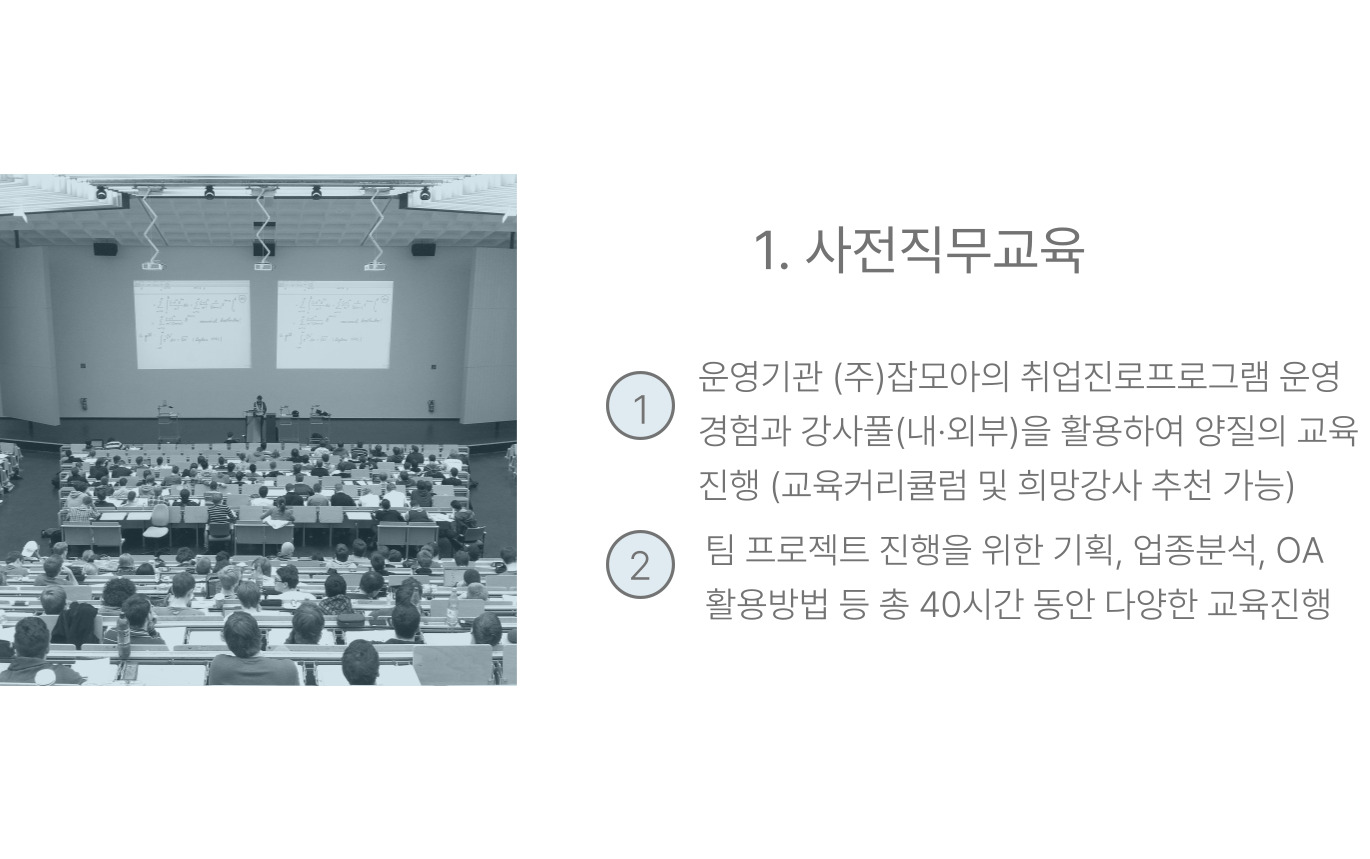 1. 사전직무교육
1
운영기관 (주)잡모아의 취업진로프로그램 운영
경험과 강사풀(내·외부)을 활용하여 양질의 교육
진행 (교육커리큘럼 및 희망강사 추천 가능)
2
팀 프로젝트 진행을 위한 기획, 업종분석, OA
활용방법 등 총 40시간 동안 다양한 교육진행